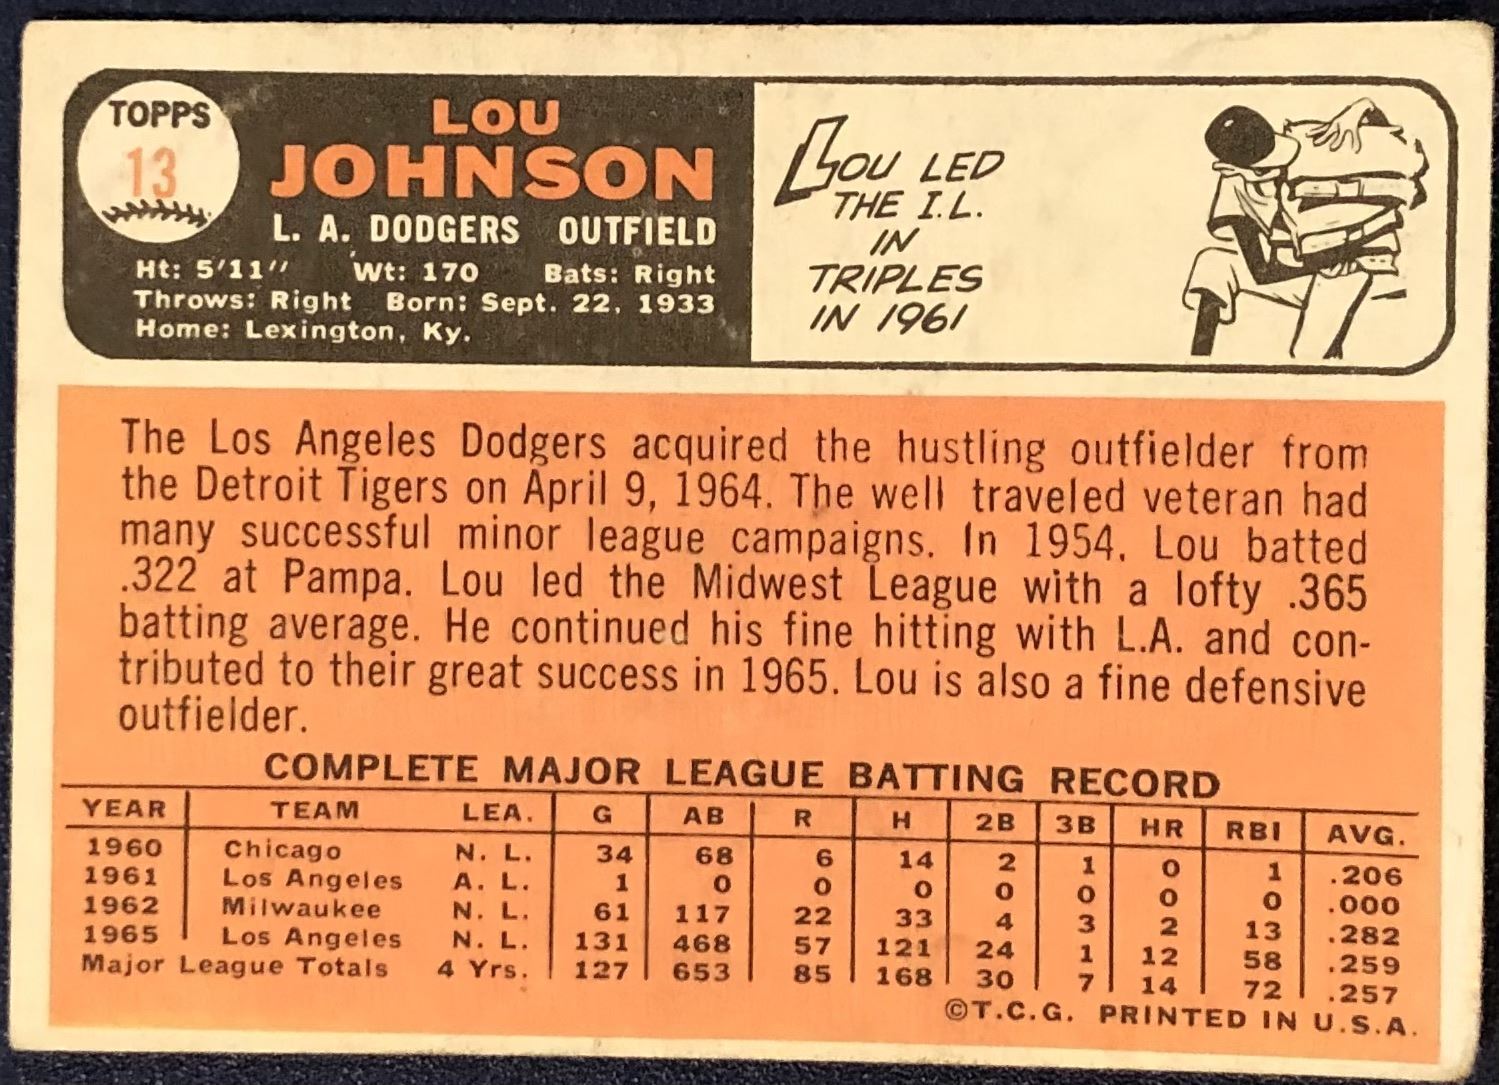 TOPPS
13
LOU
JOHNSON
L. A. DODGERS OUTFIELD
Ht: 5'11" Wt: 170 Bats: Right
Throws: Right Born: Sept. 22, 1933
Home: Lexington, Ky.
LOU LED
THE I.L.
IN
TRIPLES
IN 1961
The Los Angeles Dodgers acquired the hustling outfielder from
the Detroit Tigers on April 9, 1964. The well traveled veteran had
many successful minor league campaigns. In 1954, Lou batted
.322 at Pampa. Lou led the Midwest League with a lofty .365
batting average. He continued his fine hitting with L.A. and con-
tributed to their great success in 1965. Lou is also a fine defensive
outfielder.
COMPLETE MAJOR LEAGUE BATTING RECORD
YEAR TEAM LEA. G AB R H 2B 3B HR RBI AVG.
1960 Chicago N. L. 34 68 6 14 2 1 0 1 .206
1961 Los Angeles A. L. 1 0 0 0 0 0 0 0 .000
1962 Milwaukee N. L. 61 117 22 33 4 3 2 13 .282
1965 Los Angeles N. L. 131 468 57 121 24 1 12 58 .259
Major League Totals 4 Yrs. 127 653 85 168 30 7 14 72 .257
©T.C.G. PRINTED IN U.S.A.